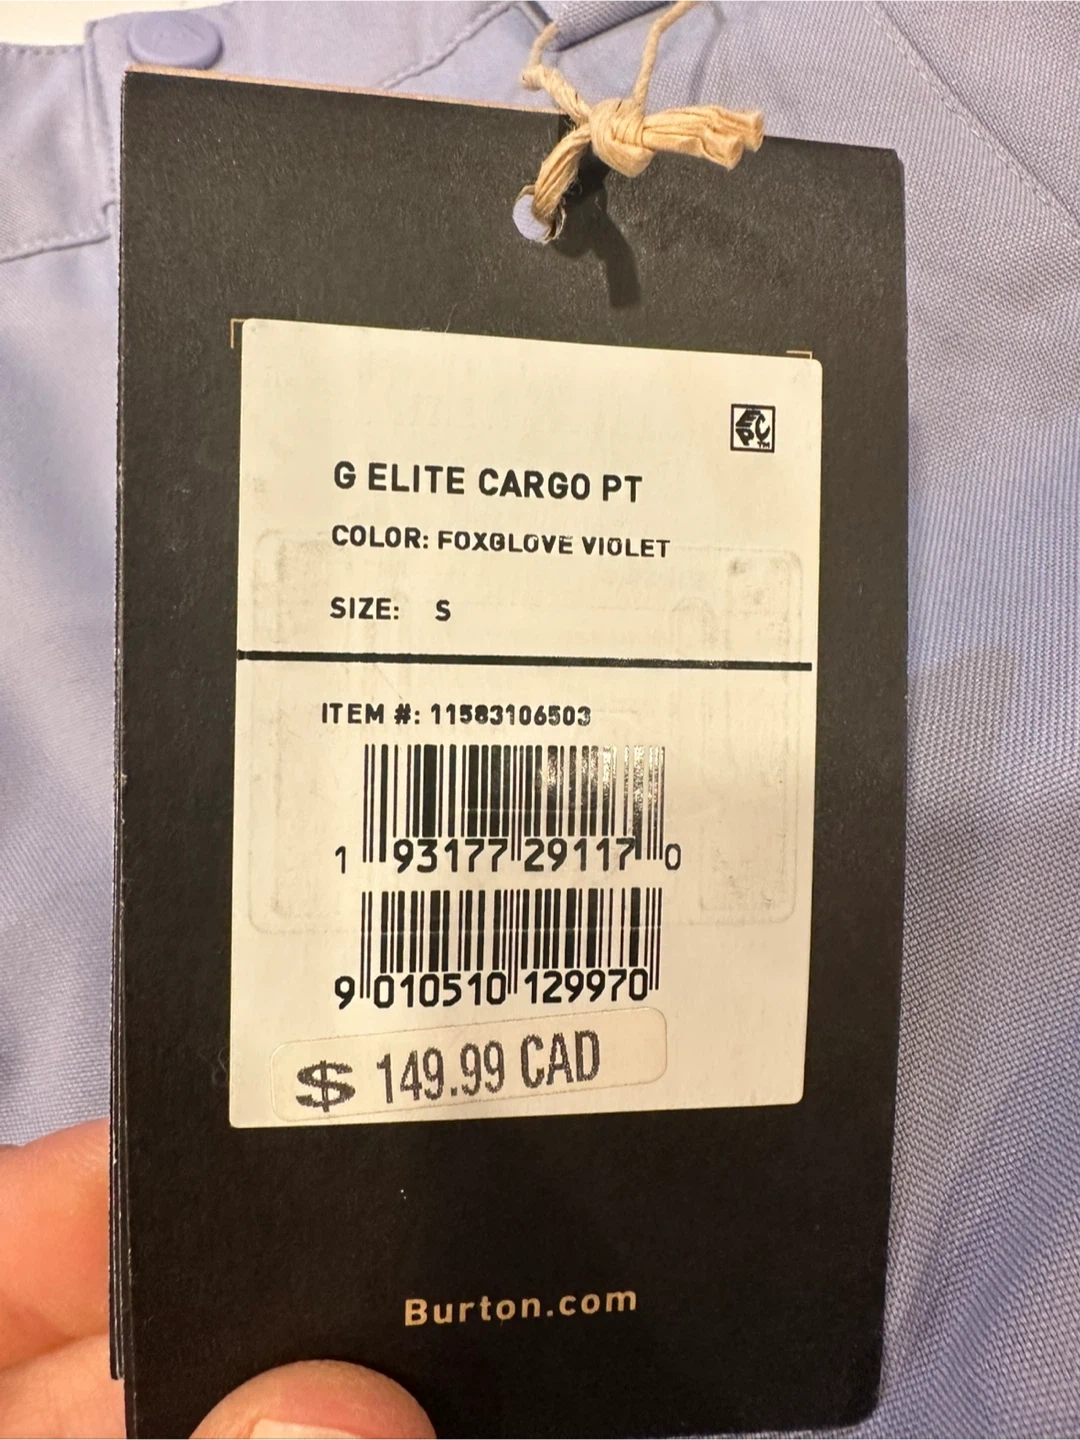 EPC™
G ELITE CARGO PT
COLOR: FOXGLOVE VIOLET
SIZE: S
ITEM #: 11583106503
1 93177 29117 0
9 010510 129970
$ 149.99 CAD
Burton.com